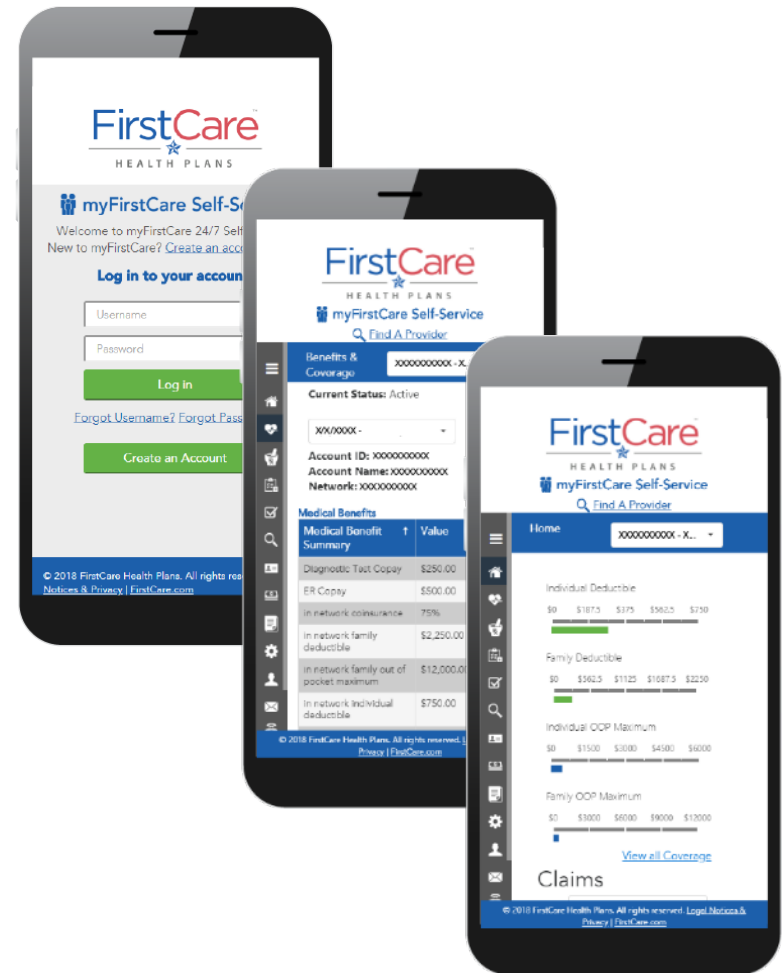 FirstCare™
HEALTH PLANS
myFirstCare Self-S
Welcome to myFirstCare 24/7 Self
New to myFirstCare? Create an acco
Log in to your accoun
Username
Password
Log in
Forgot Username? Forgot Pass
Create an Account
© 2018 FirstCare Health Plans. All rights res
Notices & Privacy | FirstCare.com
FirstCare™
HEALTH PLANS
myFirstCare Self-Service
Find A Provider
Benefits &
Coverage
XXXXXXXXXX - X..
Current Status: Active
X/X/XXXX -
Account ID: XXXXXXXXXX
Account Name: XXXXXXXXXX
Network: XXXXXXXXXX
Medical Benefits
Medical Benefit
Summary ↑ Value
Diagnostic Test Copay $250.00
ER Copay $500.00
in network coinsurance 75%
in network family
deductible $2,250.00
in network family out of
pocket maximum $12,000.0
in network individual
deductible $750.00
© 2018 FirstCare Health Plans. All rights reserved. L
Privacy | FirstCare.com
FirstCare™
HEALTH PLANS
myFirstCare Self-Service
Find A Provider
Home
XXXXXXXXXX - X...
Individual Deductible
$0 $187.5 $375 $562.5 $750
Family Deductible
$0 $562.5 $1125 $1687.5 $2250
Individual OOP Maximum
$0 $1500 $3000 $4500 $6000
Family OOP Maximum
$0 $3000 $6000 $9000 $12000
View all Coverage
Claims
© 2018 FirstCare Health Plans. All rights reserved. Legal Notices &
Privacy | FirstCare.com